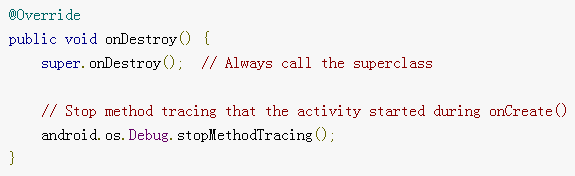 @Override
public void onDestroy() {
    super.onDestroy();  // Always call the superclass

    // Stop method tracing that the activity started during onCreate()
    android.os.Debug.stopMethodTracing();
}